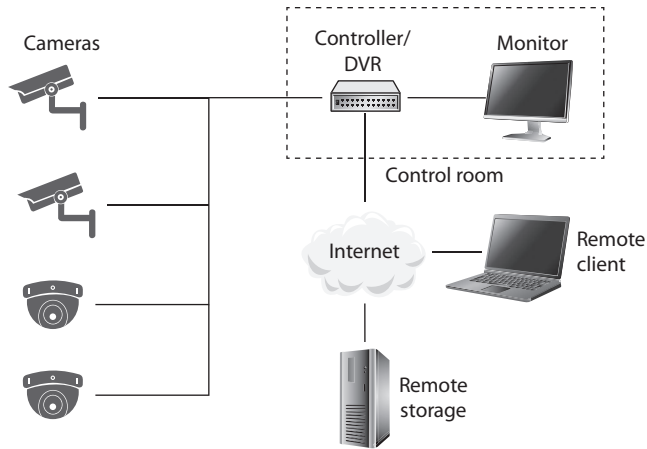 Cameras
Controller/
DVR
Monitor
Control room
Internet
Remote
client
Remote
storage